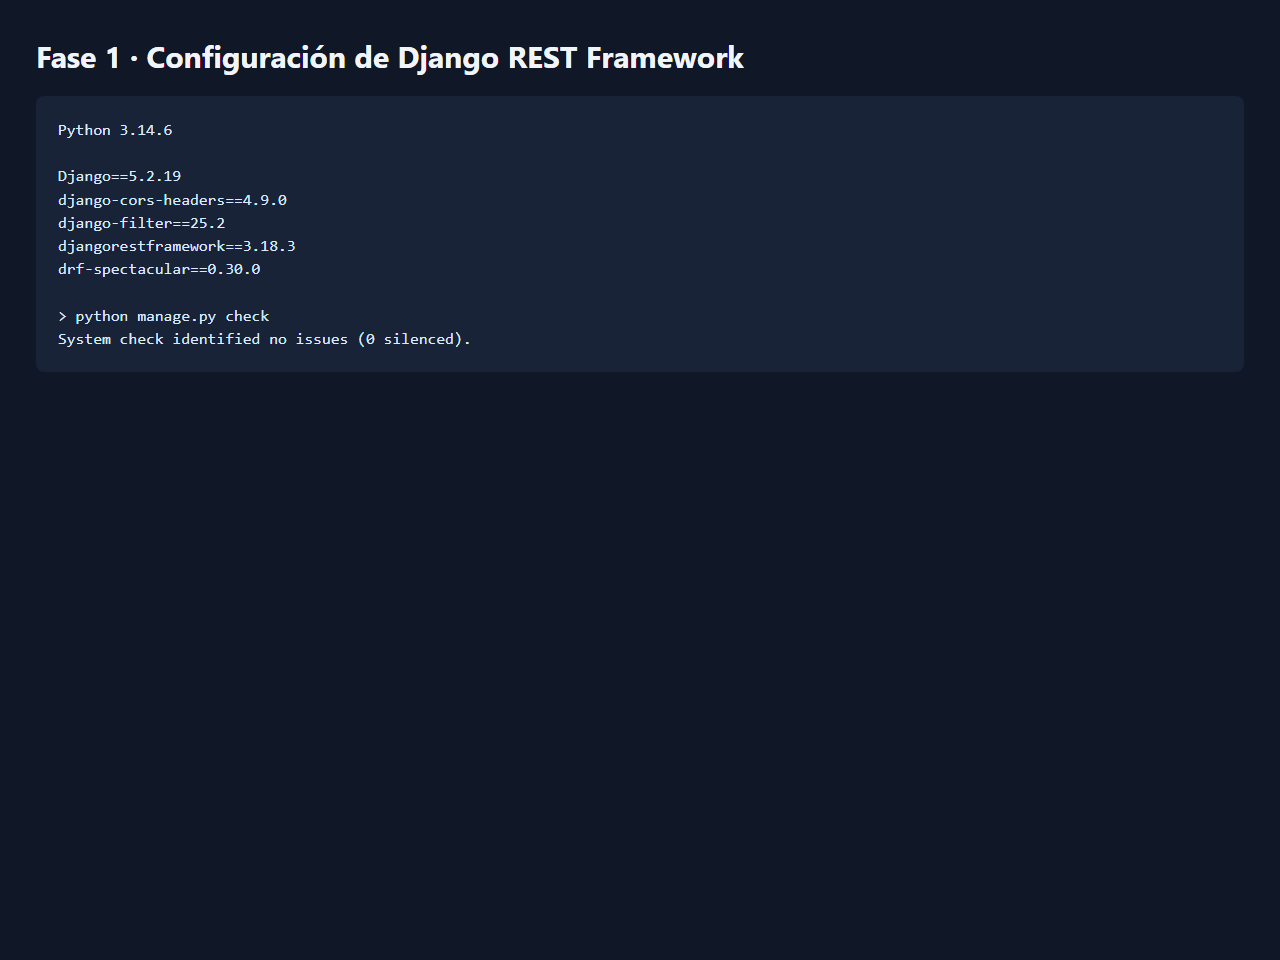 Fase 1 · Configuración de Django REST Framework
Python 3.14.6
Django==5.2.19
django-cors-headers==4.9.0
django-filter==25.2
djangorestframework==3.18.3
drf-spectacular==0.30.0
> python manage.py check
System check identified no issues (0 silenced).